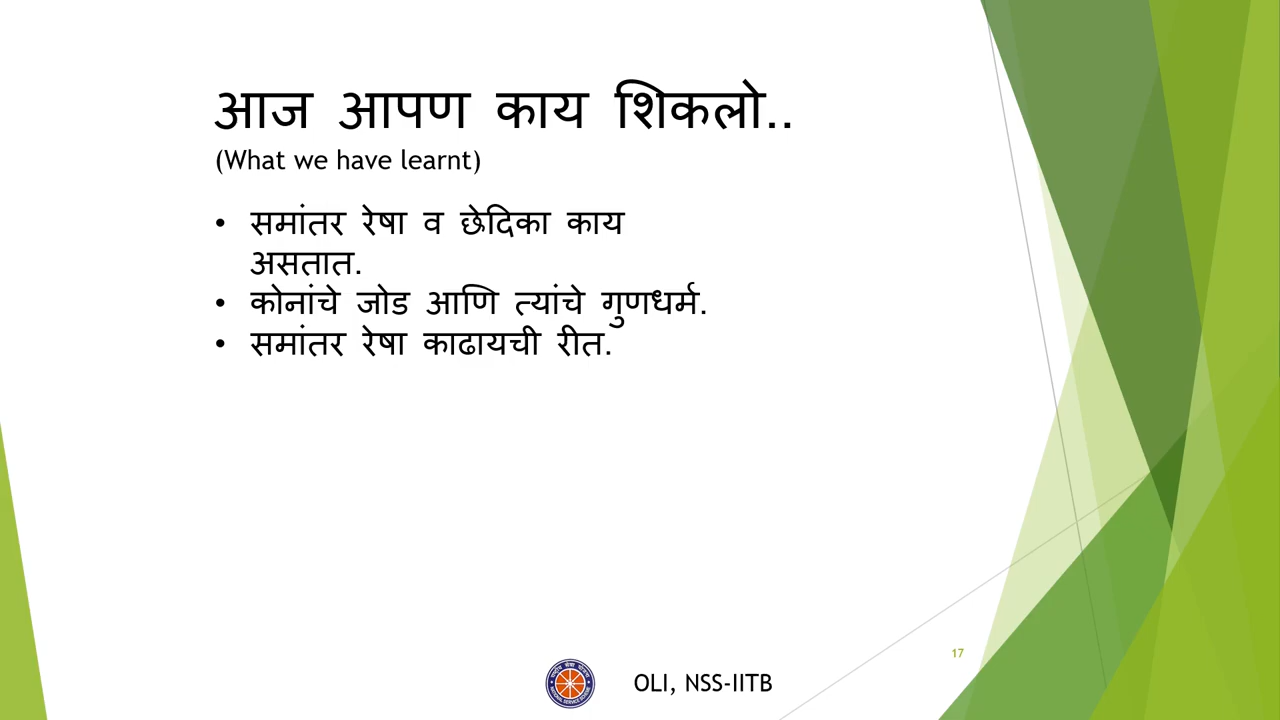 आज आपण काय शिकलो..
(What we have learnt)
• समांतर रेषा व छेदिका काय
असतात.
• कोनांचे जोड आणि त्यांचे गुणधर्म.
• समांतर रेषा काढायची रीत.
17
OLI, NSS-IITB